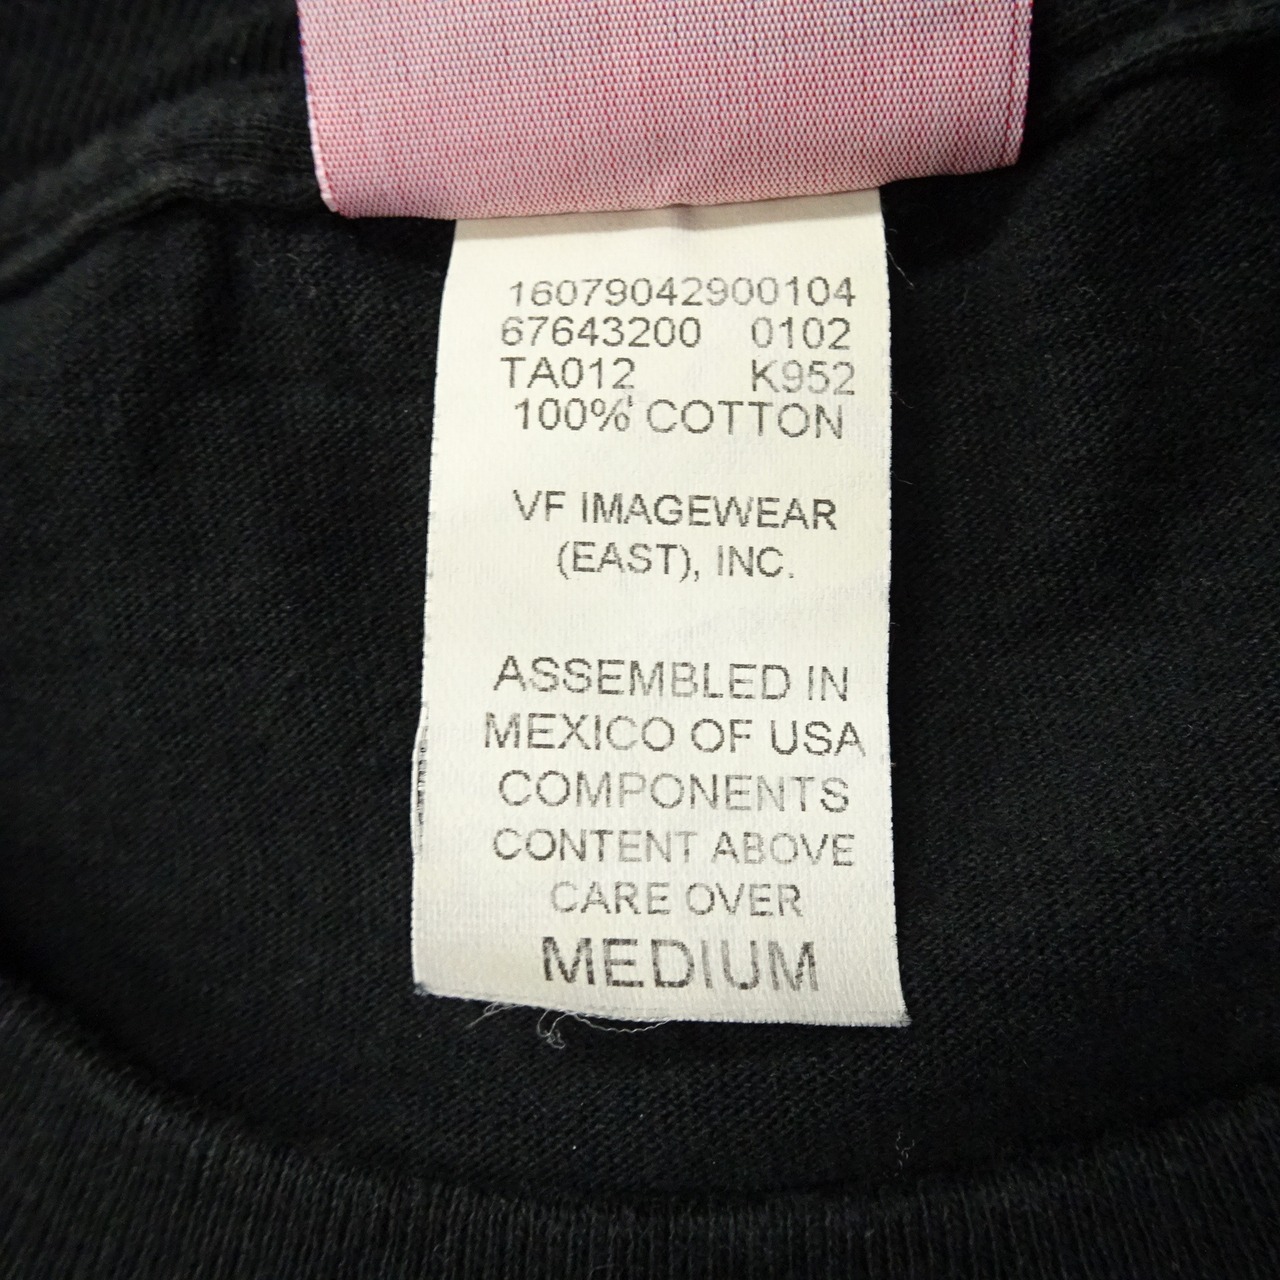 16079042900104
67643200 0102
TA012 K952
100% COTTON
VF IMAGEWEAR
(EAST), INC.
ASSEMBLED IN
MEXICO OF USA
COMPONENTS
CONTENT ABOVE
CARE OVER
MEDIUM